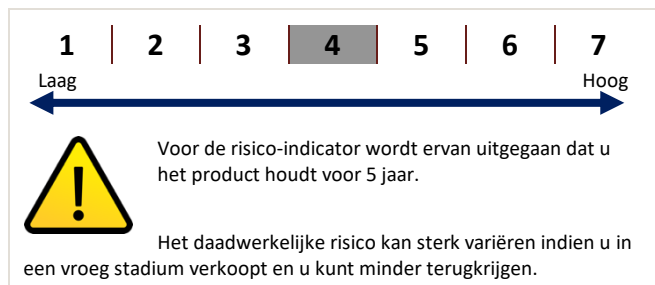 1 2 3 4 5 6 7
Laag Hoog
!
Voor de risico-indicator wordt ervan uitgegaan dat u
het product houdt voor 5 jaar.
Het daadwerkelijke risico kan sterk variëren indien u in
een vroeg stadium verkoopt en u kunt minder terugkrijgen.